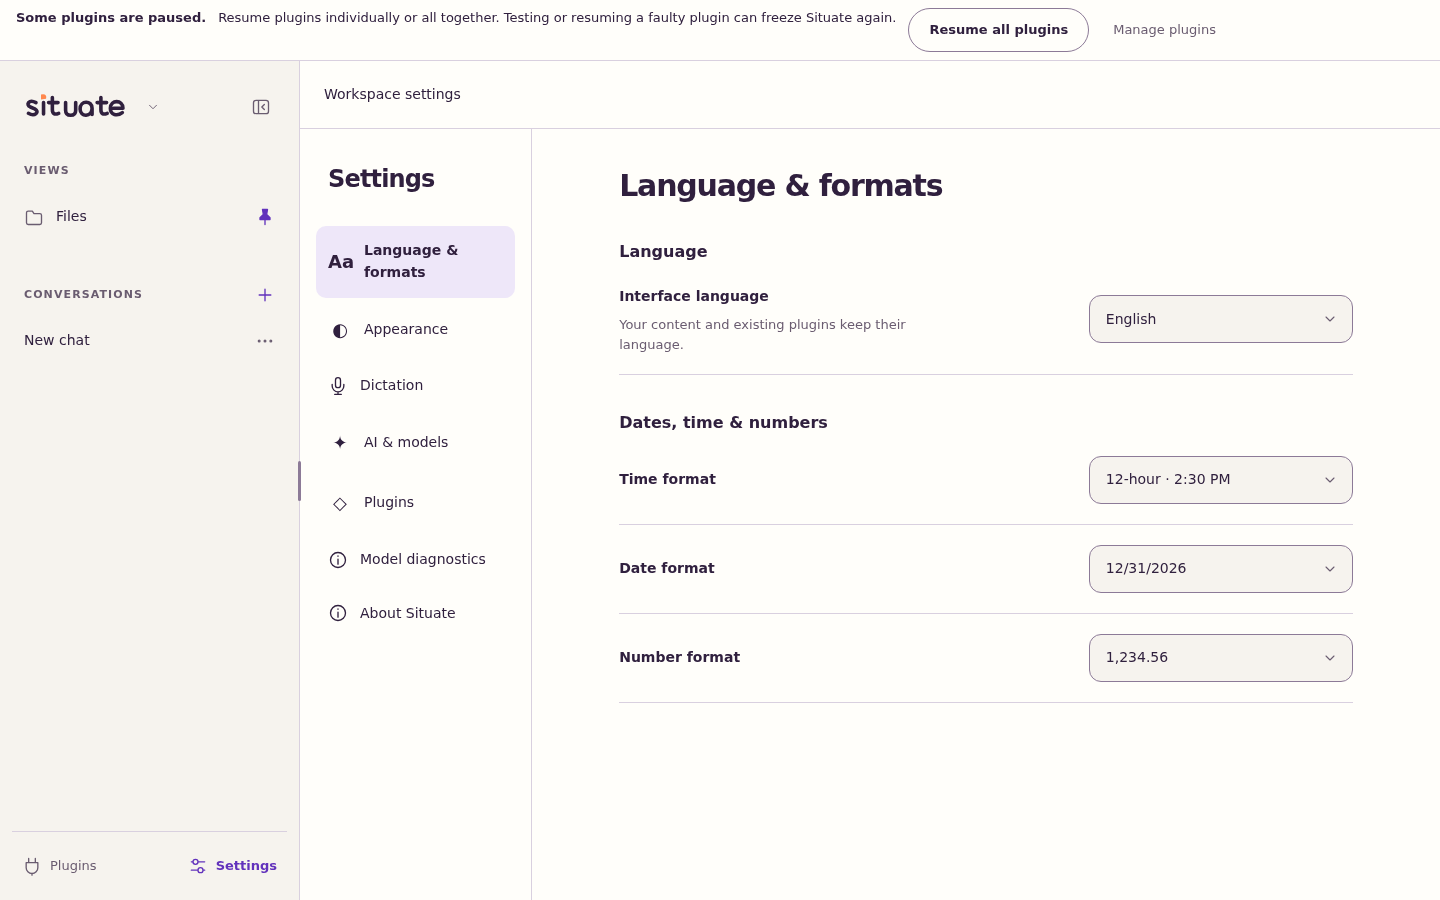 Some plugins are paused. Resume plugins individually or all together. Testing or resuming a faulty plugin can freeze Situate again.
Resume all plugins
Manage plugins
situate
VIEWS
Files
CONVERSATIONS
New chat
Plugins
Settings
Workspace settings
Settings
Aa
Language &
formats
Appearance
Dictation
AI & models
Plugins
Model diagnostics
About Situate
Language & formats
Language
Interface language
Your content and existing plugins keep their
language.
English
Dates, time & numbers
Time format
12-hour · 2:30 PM
Date format
12/31/2026
Number format
1,234.56